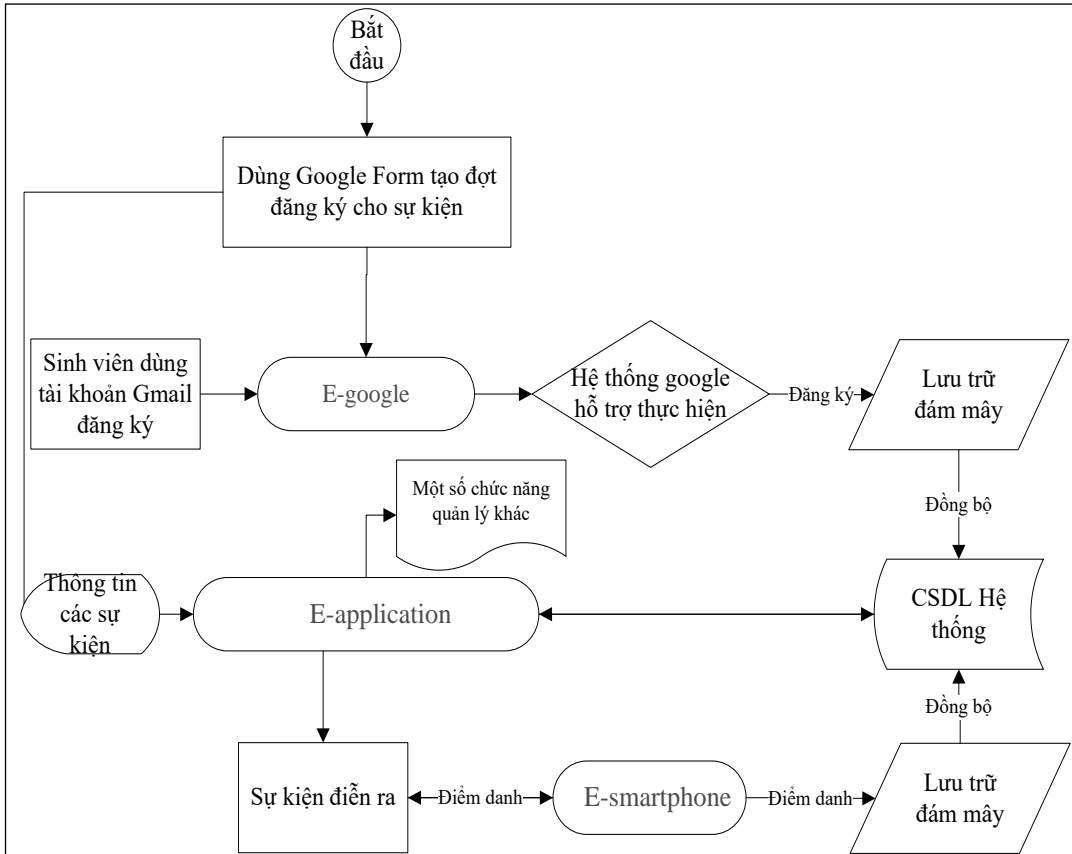 Bắt
đầu
Dùng Google Form tạo đợt
đăng ký cho sự kiện
Sinh viên dùng
tài khoản Gmail
đăng ký
E-google
Hệ thống google
hỗ trợ thực hiện
Đăng ký
Lưu trữ
đám mây
Một số chức năng
quản lý khác
Đồng bộ
Thông tin
các sự
kiện
E-application
CSDL Hệ
thống
Đồng bộ
Sự kiện điễn ra
Điểm danh
E-smartphone
Điểm danh
Lưu trữ
đám mây